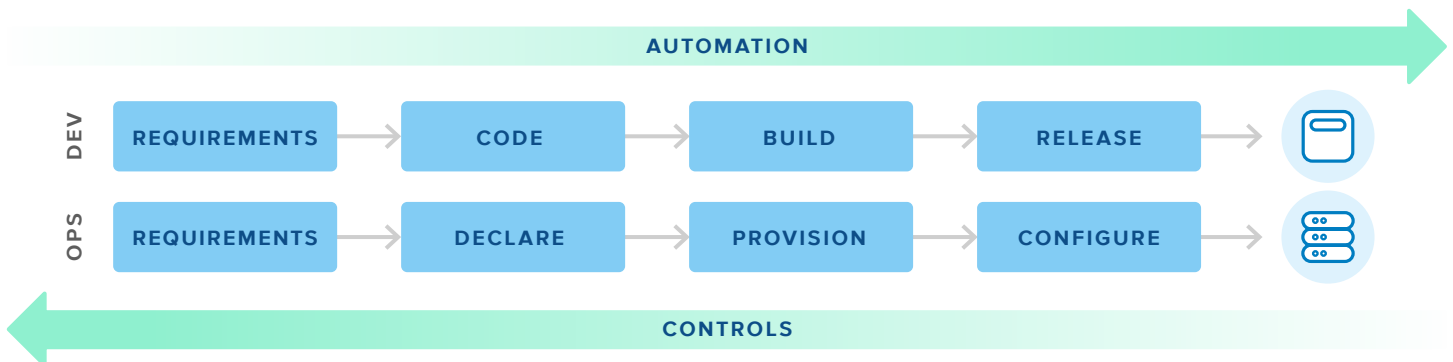 AUTOMATION
DEV
REQUIREMENTS
CODE
BUILD
RELEASE
OPS
REQUIREMENTS
DECLARE
PROVISION
CONFIGURE
CONTROLS